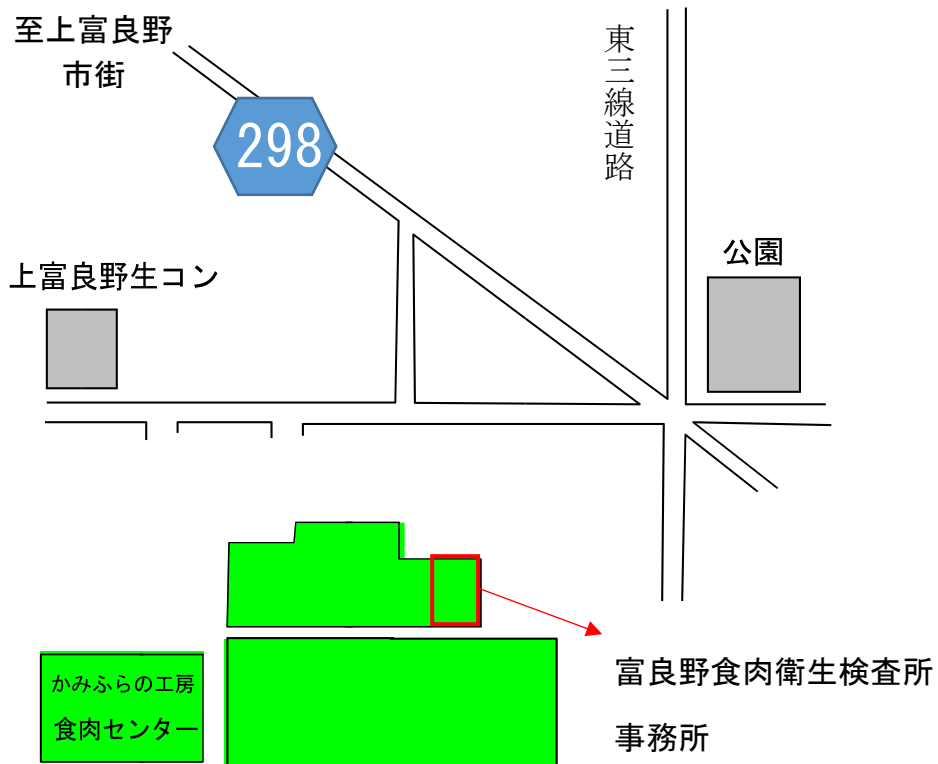 至上富良野
市街
東三線道路
298
公園
上富良野生コン
かみふらの工房
食肉センター
富良野食肉衛生検査所
事務所